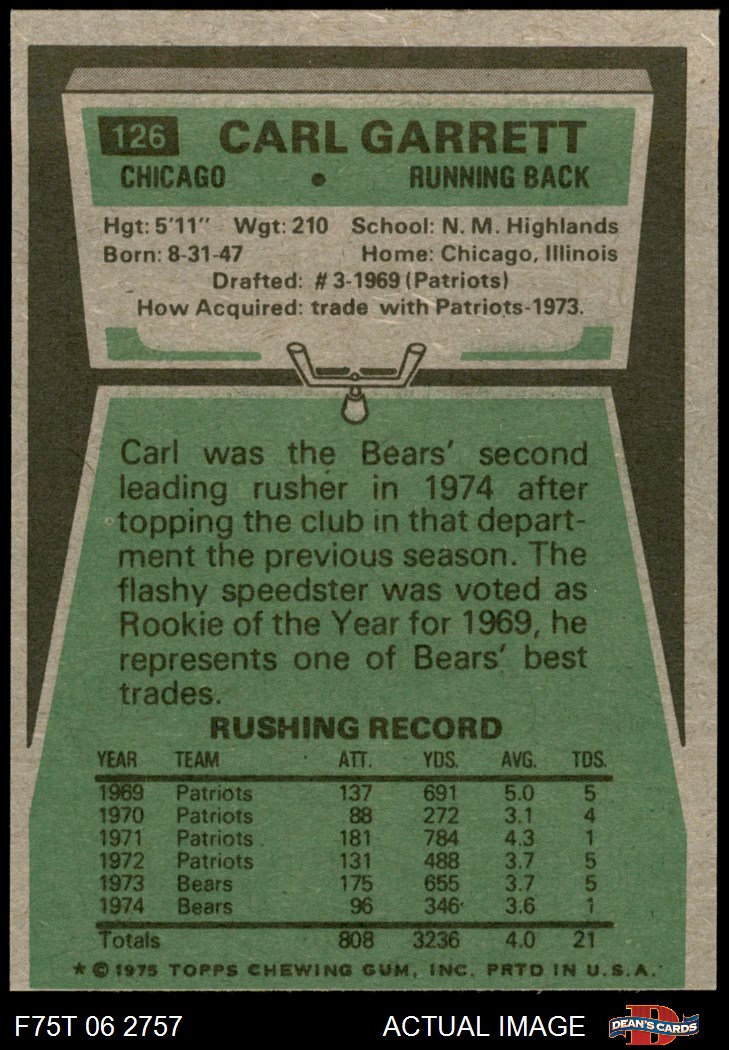 126 CARL GARRETT
CHICAGO • RUNNING BACK
Hgt: 5'11" Wgt: 210 School: N. M. Highlands
Born: 8-31-47 Home: Chicago, Illinois
Drafted: # 3-1969 (Patriots)
How Acquired: trade with Patriots-1973.
Carl was the Bears' second
leading rusher in 1974 after
topping the club in that depart-
ment the previous season. The
flashy speedster was voted as
Rookie of the Year for 1969, he
represents one of Bears' best
trades.
RUSHING RECORD
YEAR TEAM ATT. YDS. AVG. TDS.
1969 Patriots 137 691 5.0 5
1970 Patriots 88 272 3.1 4
1971 Patriots 181 784 4.3 1
1972 Patriots 131 488 3.7 5
1973 Bears 175 655 3.7 5
1974 Bears 96 346 3.6 1
Totals 808 3236 4.0 21
* © 1975 TOPPS CHEWING GUM, INC. PRTD IN U.S.A.
F75T 06 2757 ACTUAL IMAGE D DEAN'S CARDS